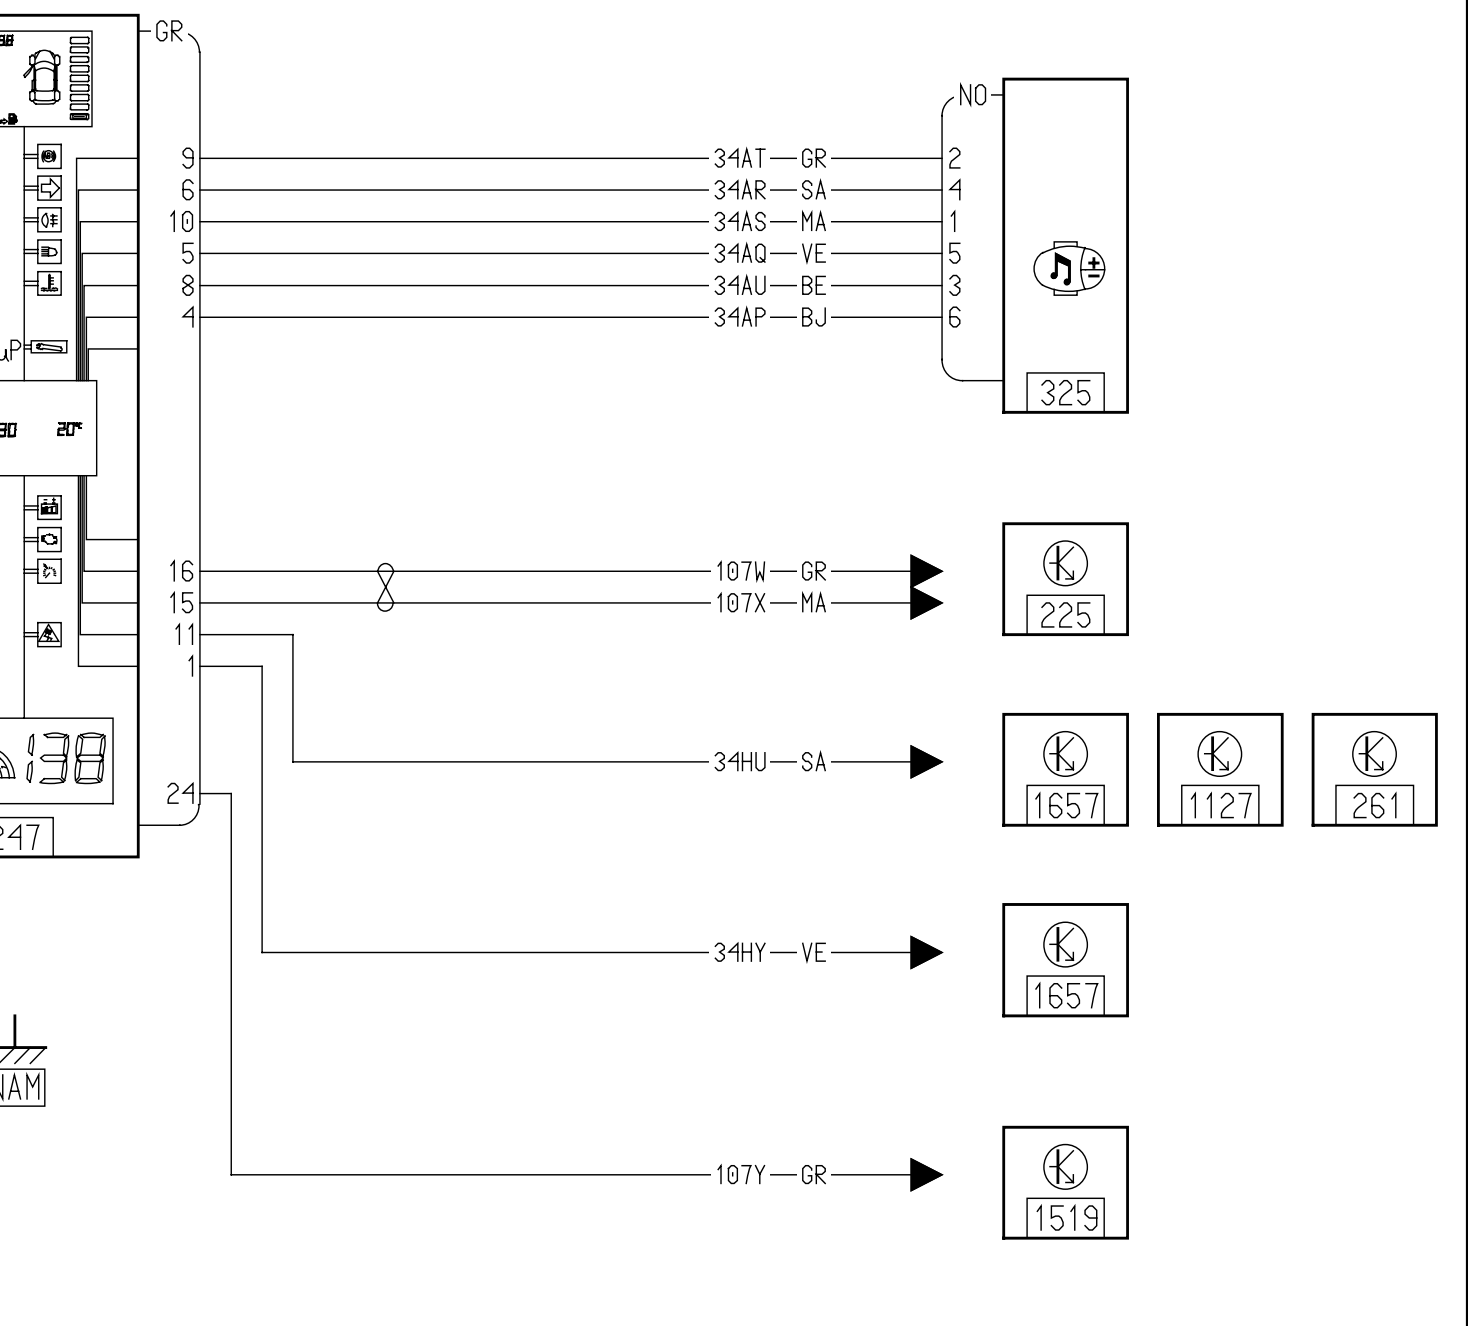 GR
NO
9 34AT GR 2
6 34AR SA 4
10 34AS MA 1
5 34AQ VE 5
8 34AU BE 3
4 34AP BJ 6
uP
325
30 20°C
16 107W GR
15 107X MA
225
11
1
34HU SA
138
24
1657 1127 261
247
34HY VE
1657
NAM
107Y GR
1519